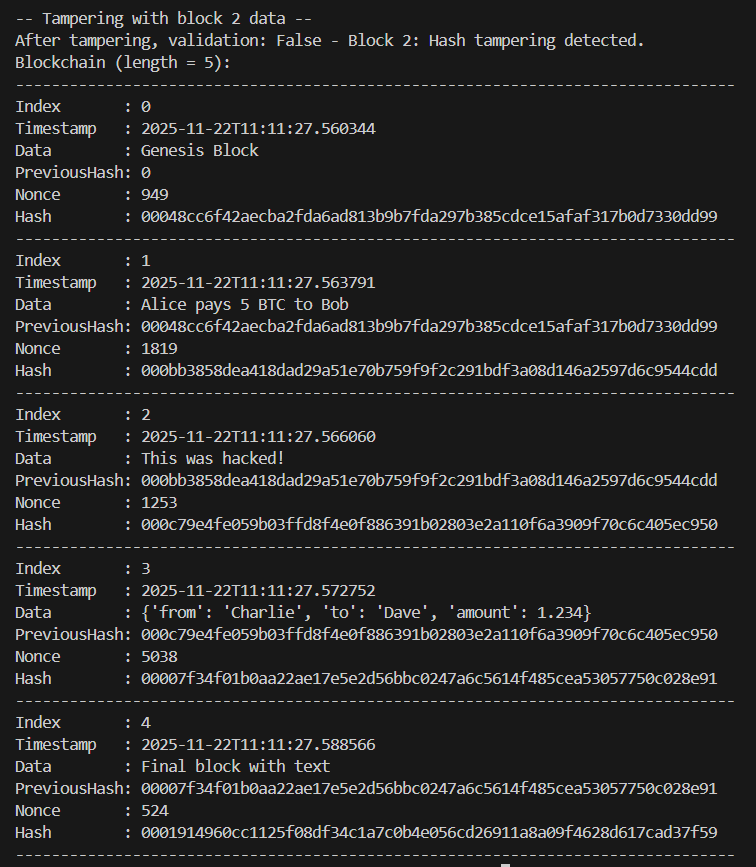 -- Tampering with block 2 data --
After tampering, validation: False - Block 2: Hash tampering detected.
Blockchain (length = 5):
--------------------------------------------------------------------------------
Index       : 0
Timestamp   : 2025-11-22T11:11:27.560344
Data        : Genesis Block
PreviousHash: 0
Nonce       : 949
Hash        : 00048cc6f42aecba2fda6ad813b9b7fda297b385cdce15afaf317b0d7330dd99
--------------------------------------------------------------------------------
Index       : 1
Timestamp   : 2025-11-22T11:11:27.563791
Data        : Alice pays 5 BTC to Bob
PreviousHash: 00048cc6f42aecba2fda6ad813b9b7fda297b385cdce15afaf317b0d7330dd99
Nonce       : 1819
Hash        : 000bb3858dea418dad29a51e70b759f9f2c291bdf3a08d146a2597d6c9544cdd
--------------------------------------------------------------------------------
Index       : 2
Timestamp   : 2025-11-22T11:11:27.566060
Data        : This was hacked!
PreviousHash: 000bb3858dea418dad29a51e70b759f9f2c291bdf3a08d146a2597d6c9544cdd
Nonce       : 1253
Hash        : 000c79e4fe059b03ffd8f4e0f886391b02803e2a110f6a3909f70c6c405ec950
--------------------------------------------------------------------------------
Index       : 3
Timestamp   : 2025-11-22T11:11:27.572752
Data        : {'from': 'Charlie', 'to': 'Dave', 'amount': 1.234}
PreviousHash: 000c79e4fe059b03ffd8f4e0f886391b02803e2a110f6a3909f70c6c405ec950
Nonce       : 5038
Hash        : 00007f34f01b0aa22ae17e5e2d56bbc0247a6c5614f485cea53057750c028e91
--------------------------------------------------------------------------------
Index       : 4
Timestamp   : 2025-11-22T11:11:27.588566
Data        : Final block with text
PreviousHash: 00007f34f01b0aa22ae17e5e2d56bbc0247a6c5614f485cea53057750c028e91
Nonce       : 524
Hash        : 0001914960cc1125f08df34c1a7c0b4e056cd26911a8a09f4628d617cad37f59
--------------------------------------------------------------------------------